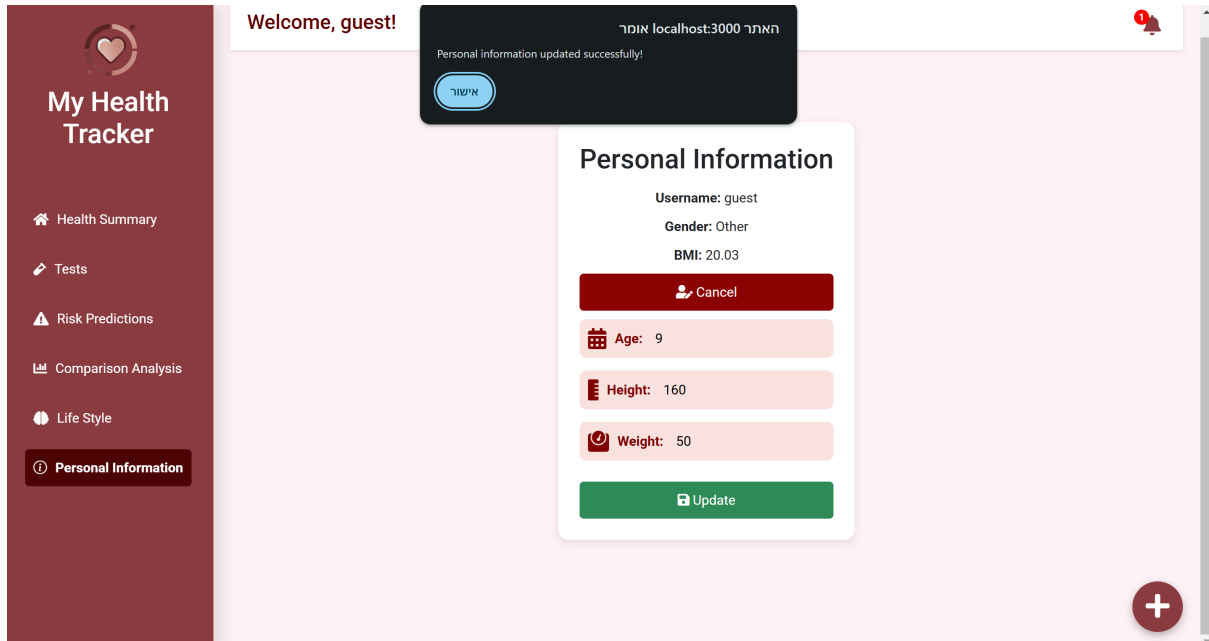 My Health
Tracker
Health Summary
Tests
Risk Predictions
Comparison Analysis
Life Style
Personal Information
Welcome, guest!
1
האתר localhost:3000 אומר
Personal information updated successfully!
אישור
Personal Information
Username: guest
Gender: Other
BMI: 20.03
Cancel
Age: 9
Height: 160
Weight: 50
Update